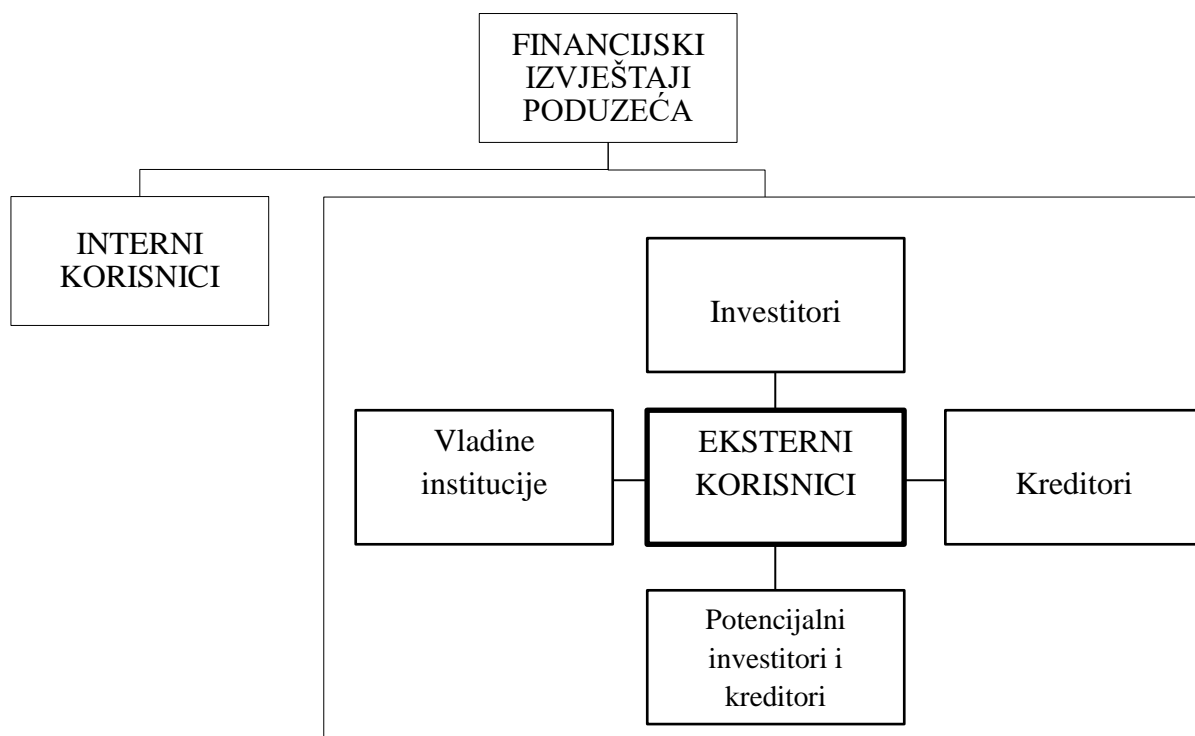 FINANCIJSKI
IZVJEŠTAJI
PODUZEĆA
INTERNI
KORISNICI
Investitori
Vladine
institucije
EKSTERNI
KORISNICI
Kreditori
Potencijalni
investitori i
kreditori